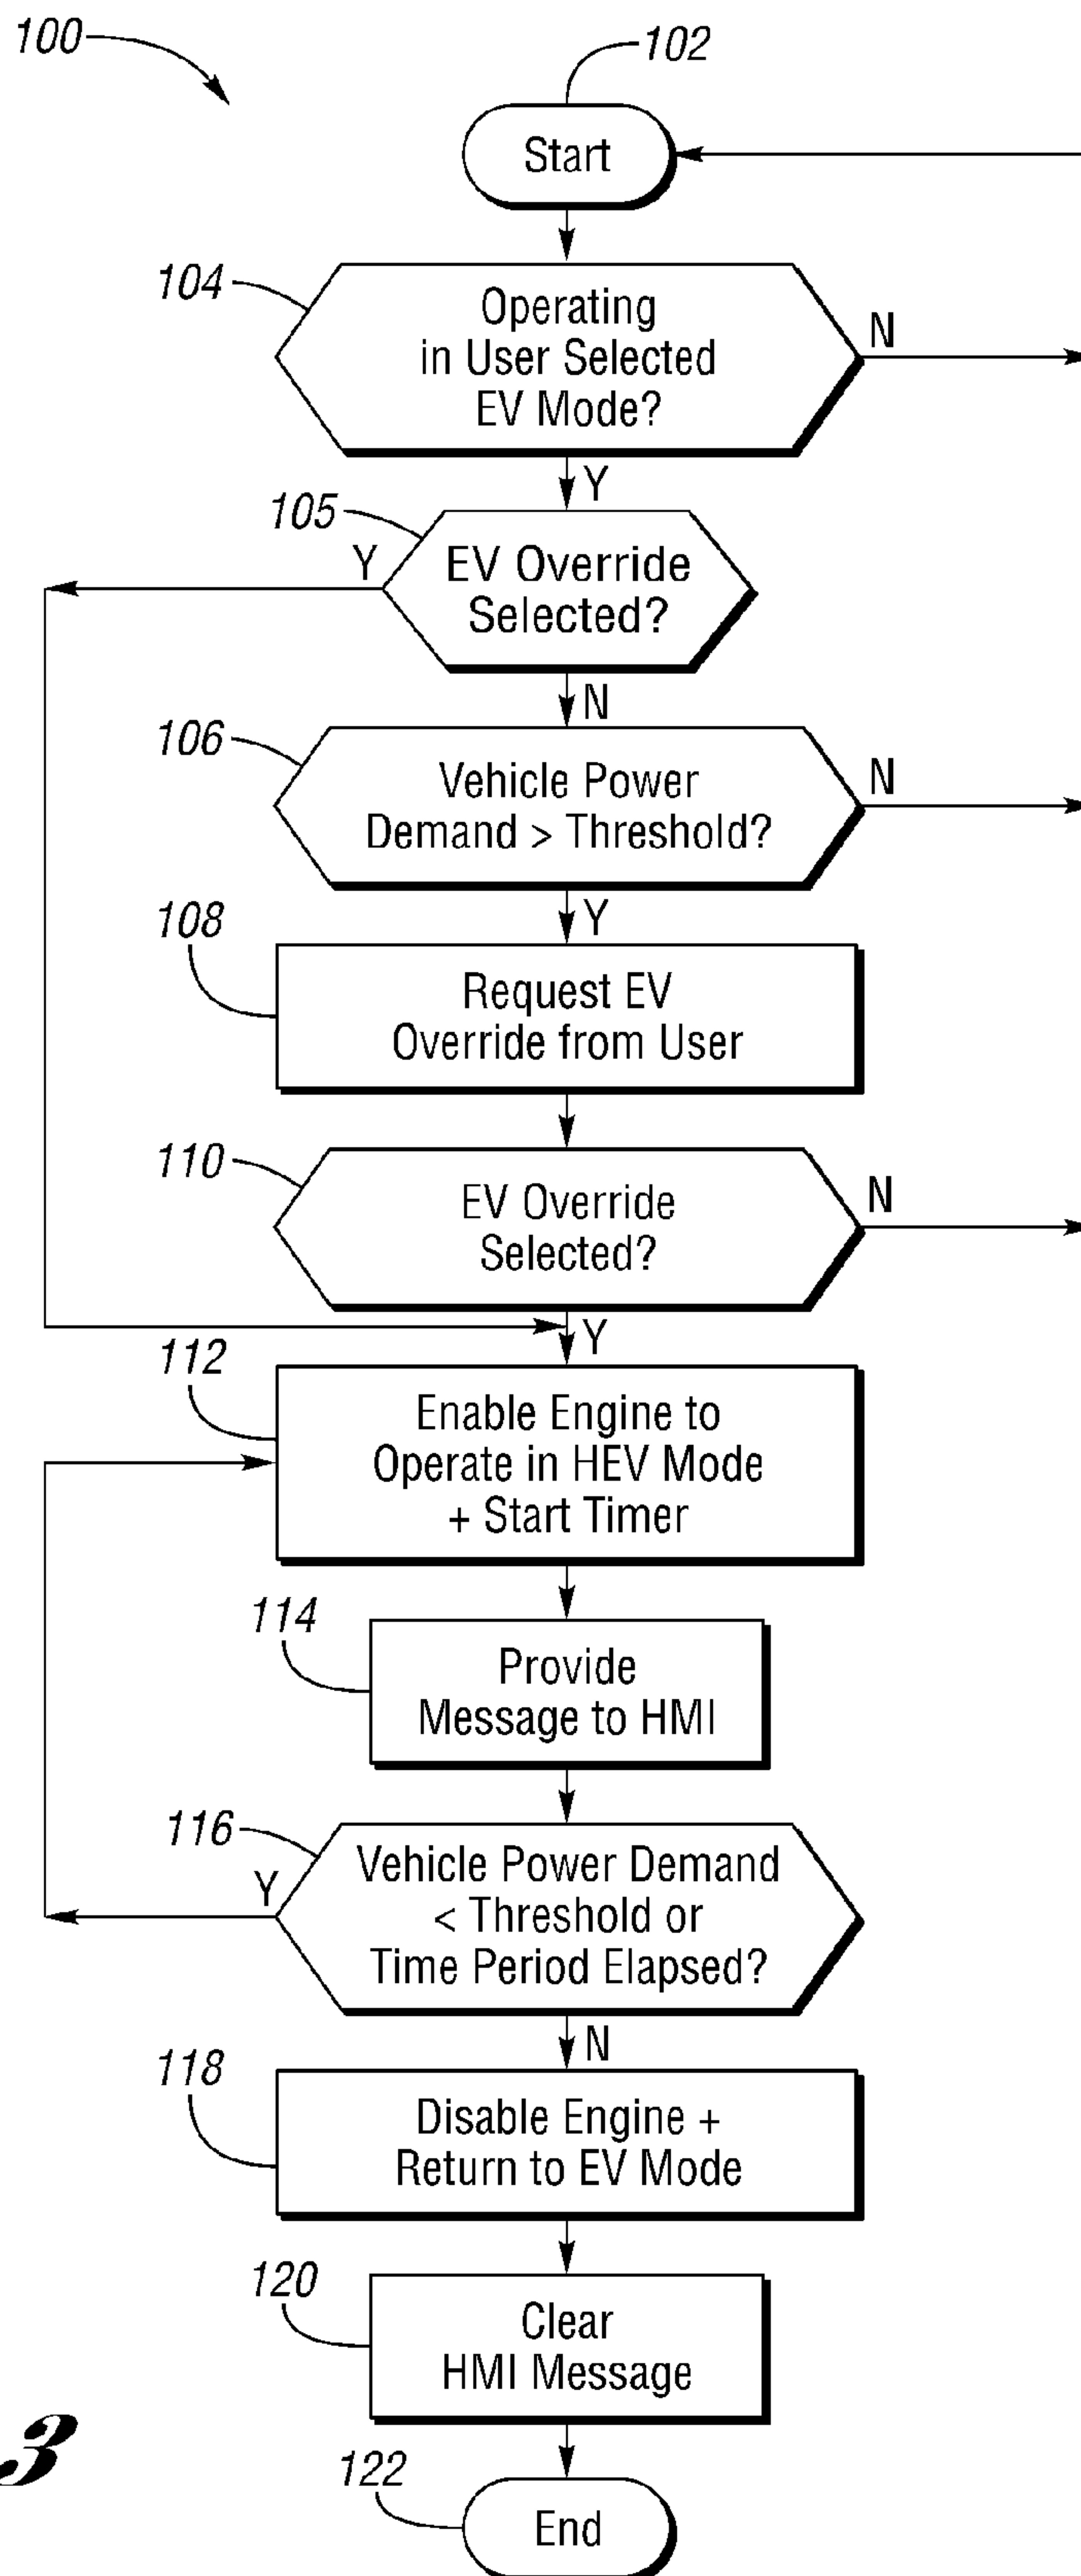 100
102
Start
104
Operating
in User Selected
EV Mode?
N
Y
105
Y
EV Override
Selected?
N
106
Vehicle Power
Demand > Threshold?
N
Y
108
Request EV
Override from User
110
EV Override
Selected?
N
Y
112
Enable Engine to
Operate in HEV Mode
+ Start Timer
114
Provide
Message to HMI
116
Y
Vehicle Power Demand
< Threshold or
Time Period Elapsed?
N
118
Disable Engine +
Return to EV Mode
120
Clear
HMI Message
3
122
End